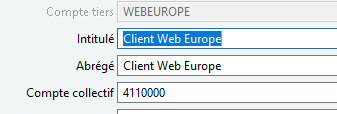 Compte tiers WEBEUROPE
Intitulé Client Web Europe
Abrégé Client Web Europe
Compte collectif 4110000